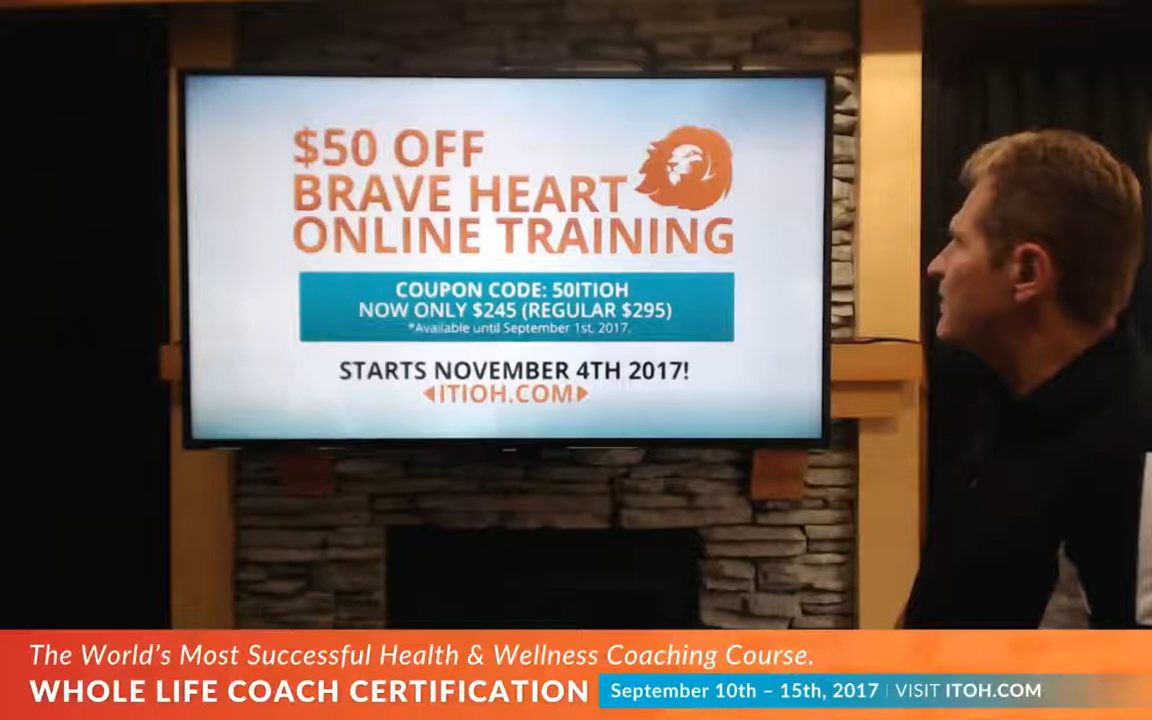 $50 OFF
BRAVE HEART
ONLINE TRAINING
COUPON CODE: 50ITIOH
NOW ONLY $245 (REGULAR $295)
*Available until September 1st, 2017.
STARTS NOVEMBER 4TH 2017!
ITIOH.COM
The World's Most Successful Health & Wellness Coaching Course.
WHOLE LIFE COACH CERTIFICATION
September 10th – 15th, 2017 | VISIT ITOH.COM